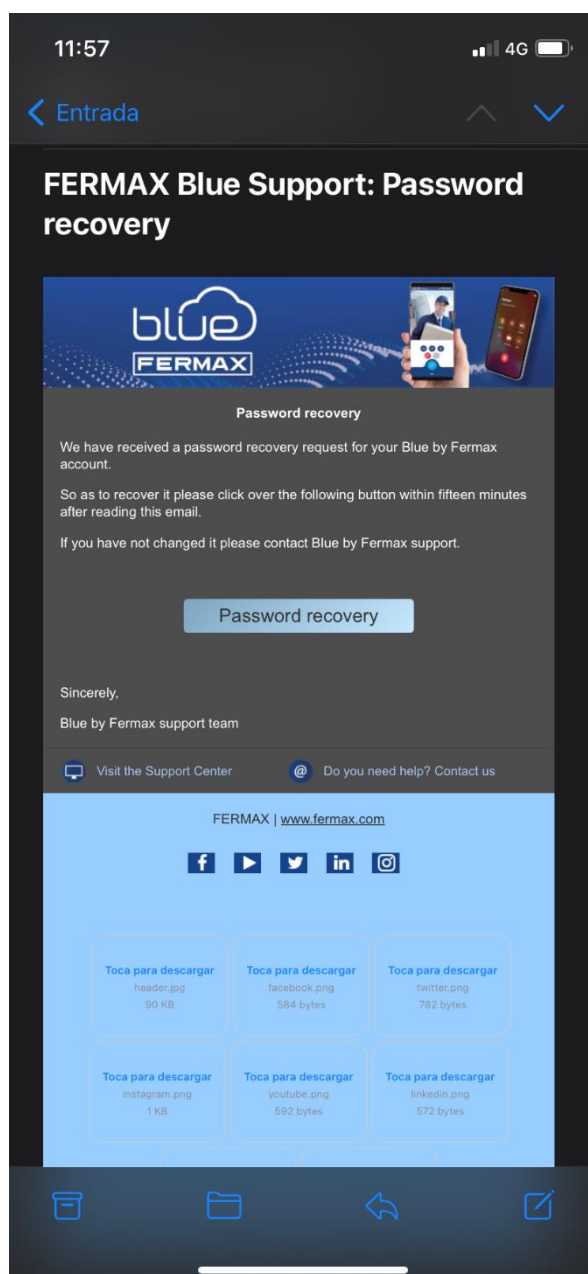 11:57
4G
Entrada
FERMAX Blue Support: Password
recovery
blue
FERMAX
Password recovery
We have received a password recovery request for your Blue by Fermax
account.
So as to recover it please click over the following button within fifteen minutes
after reading this email.
If you have not changed it please contact Blue by Fermax support.
Password recovery
Sincerely,
Blue by Fermax support team
Visit the Support Center
@ Do you need help? Contact us
FERMAX | www.fermax.com
Toca para descargar Toca para descargar Toca para descargar
header.jpg facebook.png twitter.png
90 KB 584 bytes 782 bytes
Toca para descargar Toca para descargar Toca para descargar
instagram.png youtube.png linkedin.png
1 KB 592 bytes 572 bytes